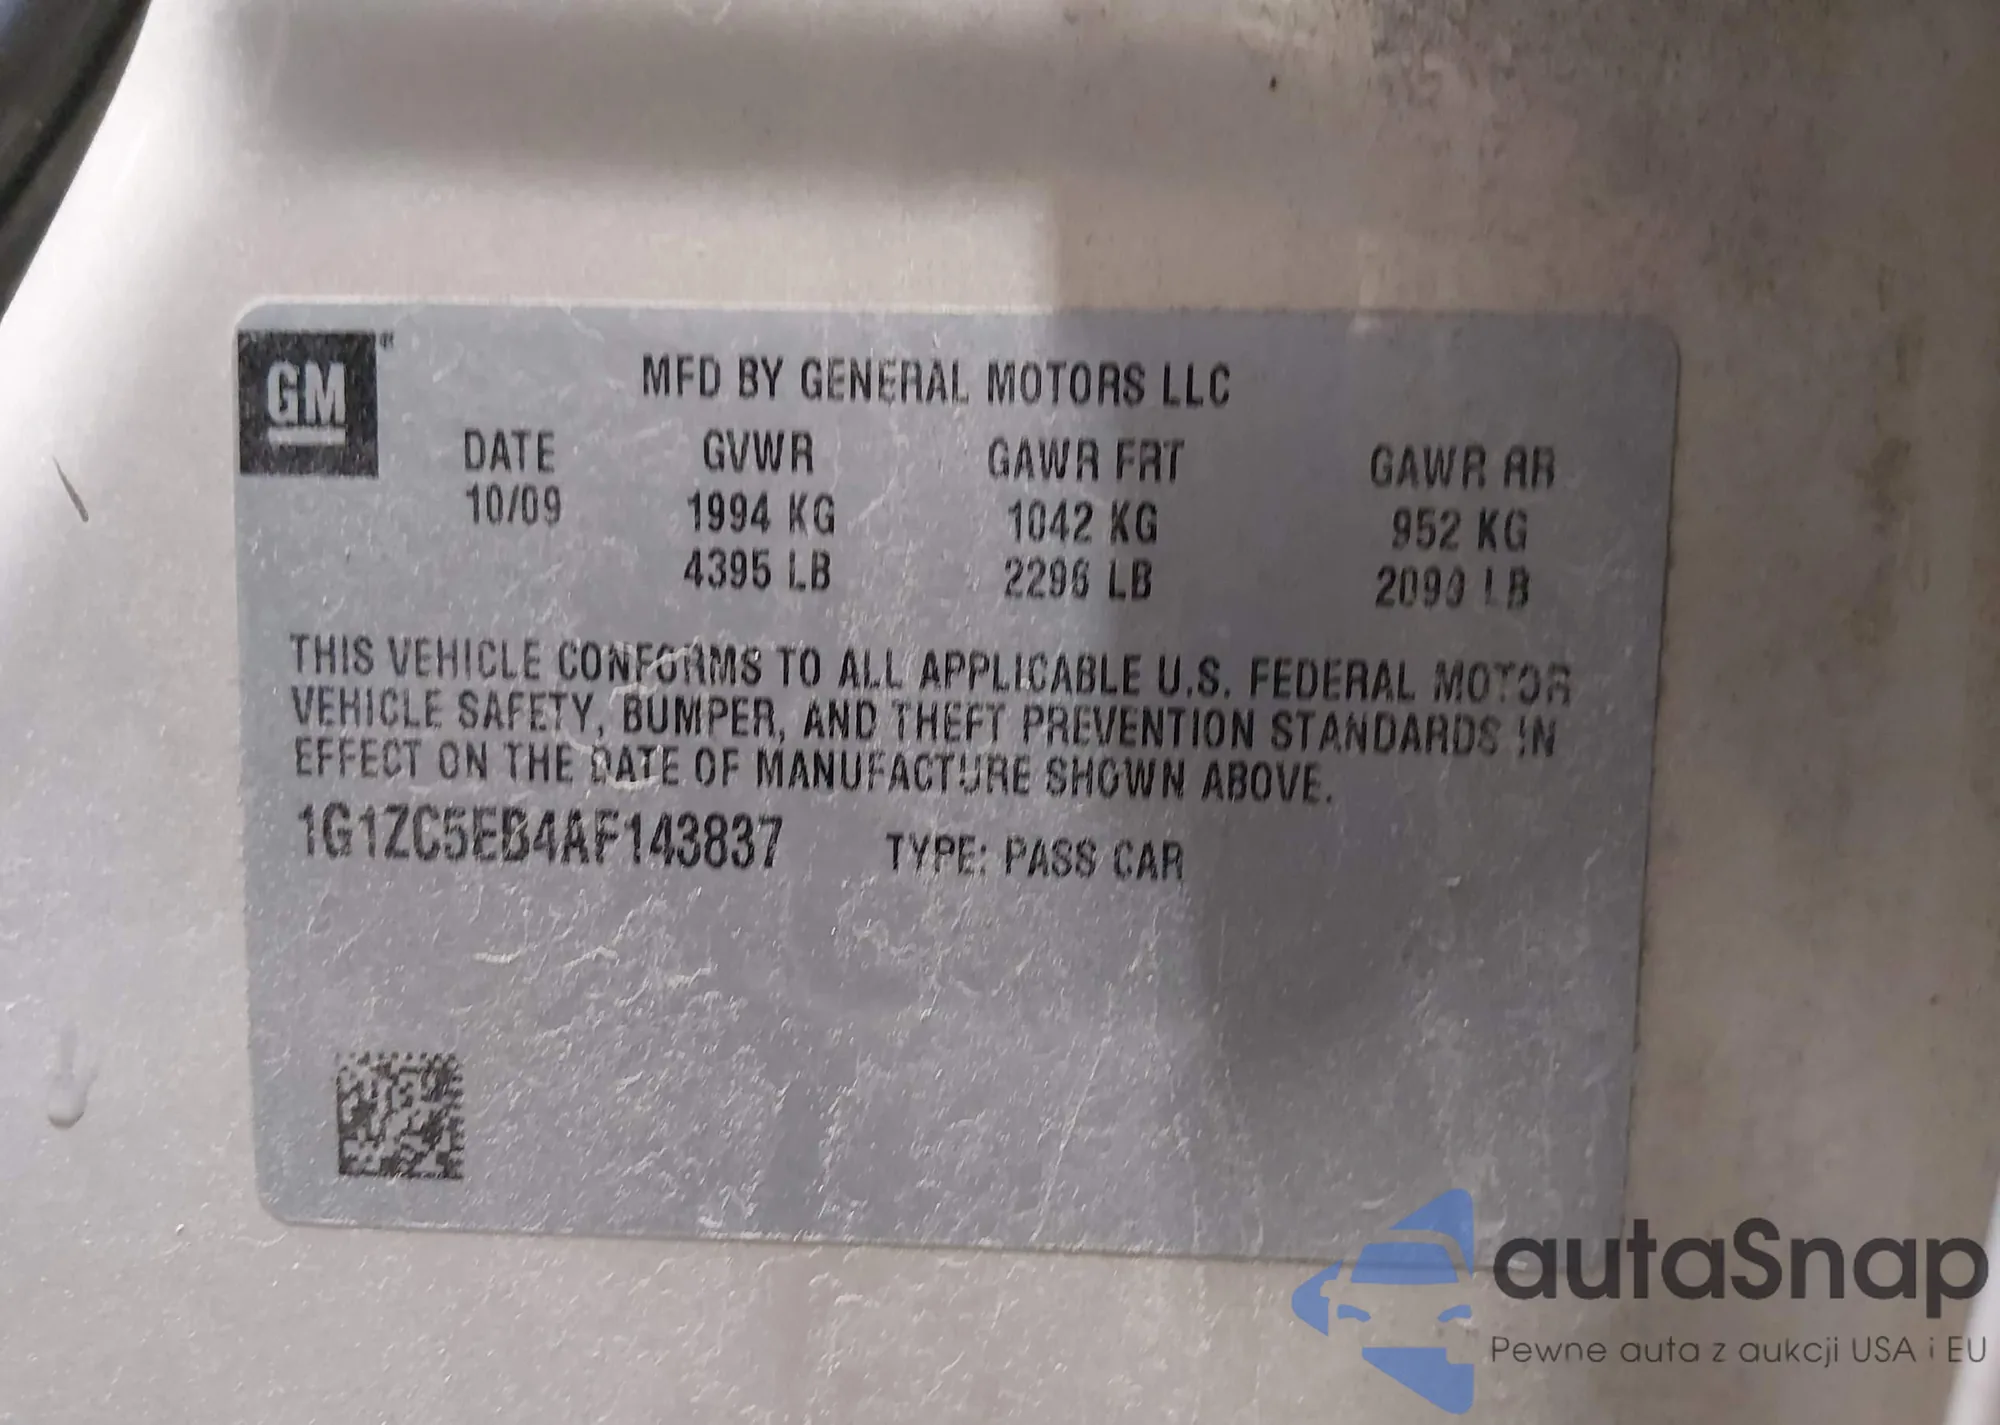 GM
MFD BY GENERAL MOTORS LLC
DATE GVWR GAWR FRT GAWR RR
10/09 1994 KG 1042 KG 952 KG
4395 LB 2296 LB 2099 LB
THIS VEHICLE CONFORMS TO ALL APPLICABLE U.S. FEDERAL MOTOR
VEHICLE SAFETY, BUMPER, AND THEFT PREVENTION STANDARDS IN
EFFECT ON THE DATE OF MANUFACTURE SHOWN ABOVE.
1G1ZC5EB4AF143837 TYPE: PASS CAR
autaSnap
Pewne auta z aukcji USA i EU